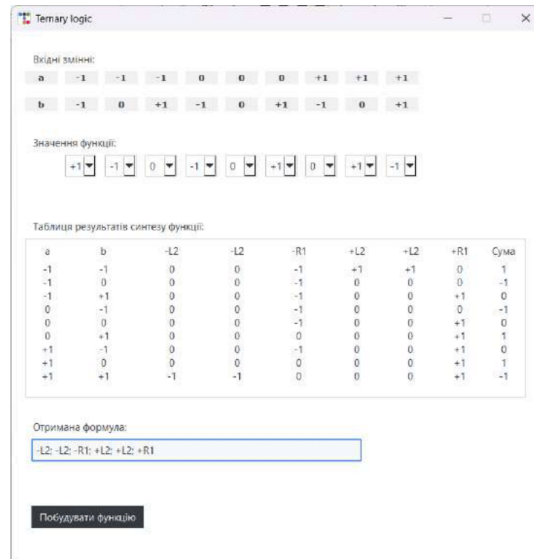 Ternary logic
Вхідні змінні:
a -1 -1 -1 0 0 0 +1 +1 +1
b -1 0 +1 -1 0 +1 -1 0 +1
Значення функції:
+1 -1 0 -1 0 +1 0 +1 -1
Таблиця результатів синтезу функції:
a b -L2 -L2 -R1 +L2 +L2 +R1 Сума
-1 -1 0 0 -1 +1 +1 0 1
-1 0 0 0 -1 0 0 0 -1
-1 +1 0 0 -1 0 0 +1 0
0 -1 0 0 -1 0 0 0 -1
0 0 0 0 -1 0 0 +1 0
0 +1 0 0 0 0 0 +1 1
+1 -1 0 0 -1 0 0 +1 0
+1 0 0 0 0 0 0 +1 1
+1 +1 -1 -1 0 0 0 +1 -1
Отримана формула:
-L2; -L2; -R1; +L2; +L2; +R1
Побудувати функцію